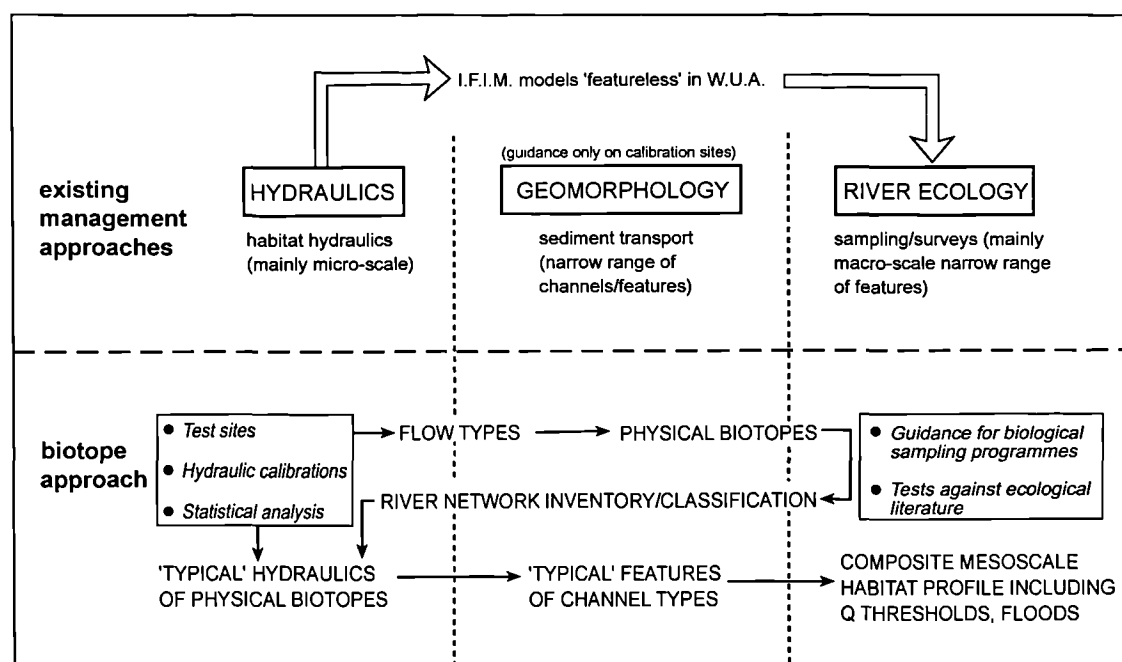 I.F.I.M. models 'featureless' in W.U.A.
existing
management
approaches
HYDRAULICS
habitat hydraulics
(mainly micro-scale)
(guidance only on calibration sites)
GEOMORPHOLOGY
sediment transport
(narrow range of
channels/features)
RIVER ECOLOGY
sampling/surveys (mainly
macro-scale narrow range
of features)
biotope
approach
● Test sites
● Hydraulic calibrations
● Statistical analysis
FLOW TYPES
PHYSICAL BIOTOPES
RIVER NETWORK INVENTORY/CLASSIFICATION
● Guidance for biological
sampling programmes
● Tests against ecological
literature
'TYPICAL' HYDRAULICS
OF PHYSICAL BIOTOPES
'TYPICAL' FEATURES
OF CHANNEL TYPES
COMPOSITE MESOSCALE
HABITAT PROFILE INCLUDING
Q THRESHOLDS, FLOODS